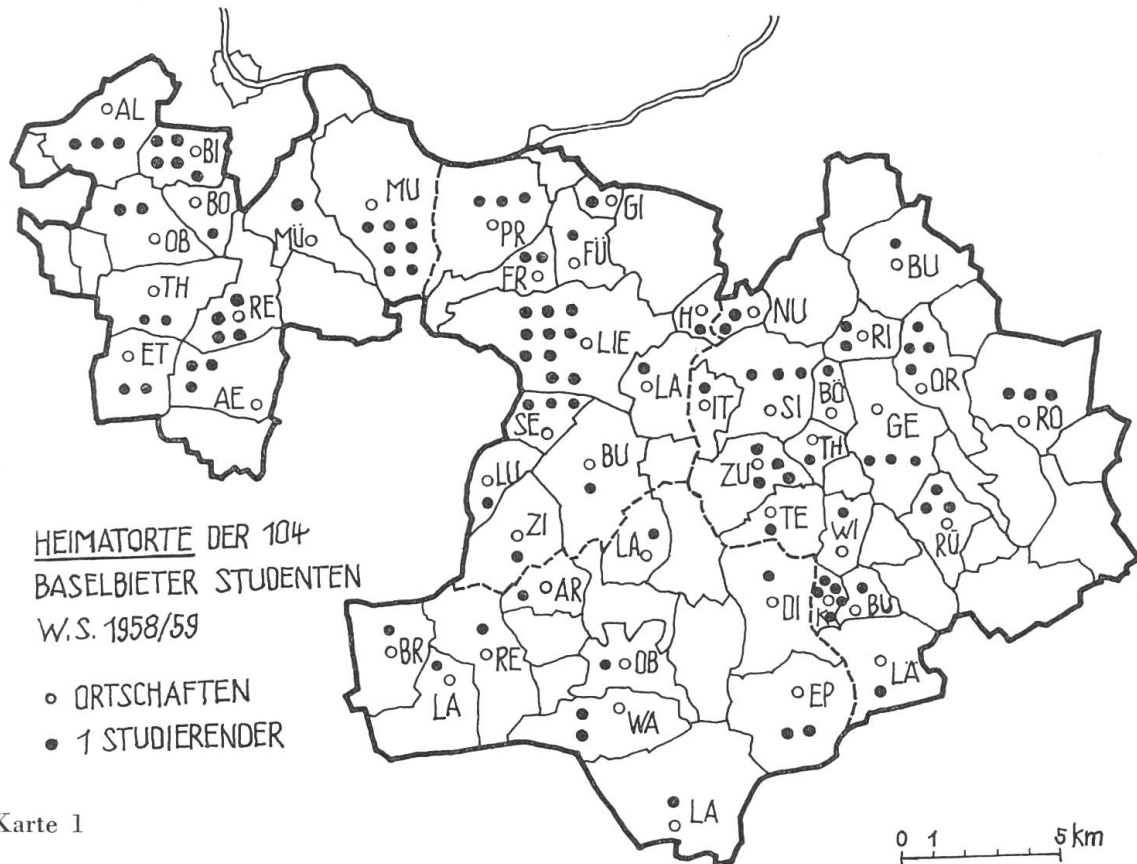 AL
BI
BO
OB
MÜ
MU
PR
GI
FR
FÜ
TH
RE
ET
AE
LIE
H
NU
BU
RI
OR
RO
LA
IT
SI
BÖ
GE
SE
BU
ZU
TH
LU
ZI
LA
TE
WI
RÜ
AR
DI
K
BU
BR
LA
RE
OB
WA
EP
LÄ
LA
HEIMATORTE DER 104
BASELBIETER STUDENTEN
W.S. 1958/59
ORTSCHAFTEN
1 STUDIERENDER
Karte 1
0 1 5 km